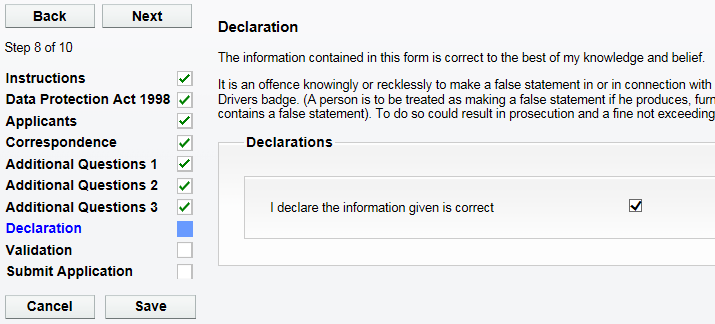 Back
Next
Step 8 of 10
Instructions
Data Protection Act 1998
Applicants
Correspondence
Additional Questions 1
Additional Questions 2
Additional Questions 3
Declaration
Validation
Submit Application
Cancel
Save
Declaration
The information contained in this form is correct to the best of my knowledge and belief.
It is an offence knowingly or recklessly to make a false statement in or in connection with
Drivers badge. (A person is to be treated as making a false statement if he produces, furn
contains a false statement). To do so could result in prosecution and a fine not exceeding
Declarations
I declare the information given is correct